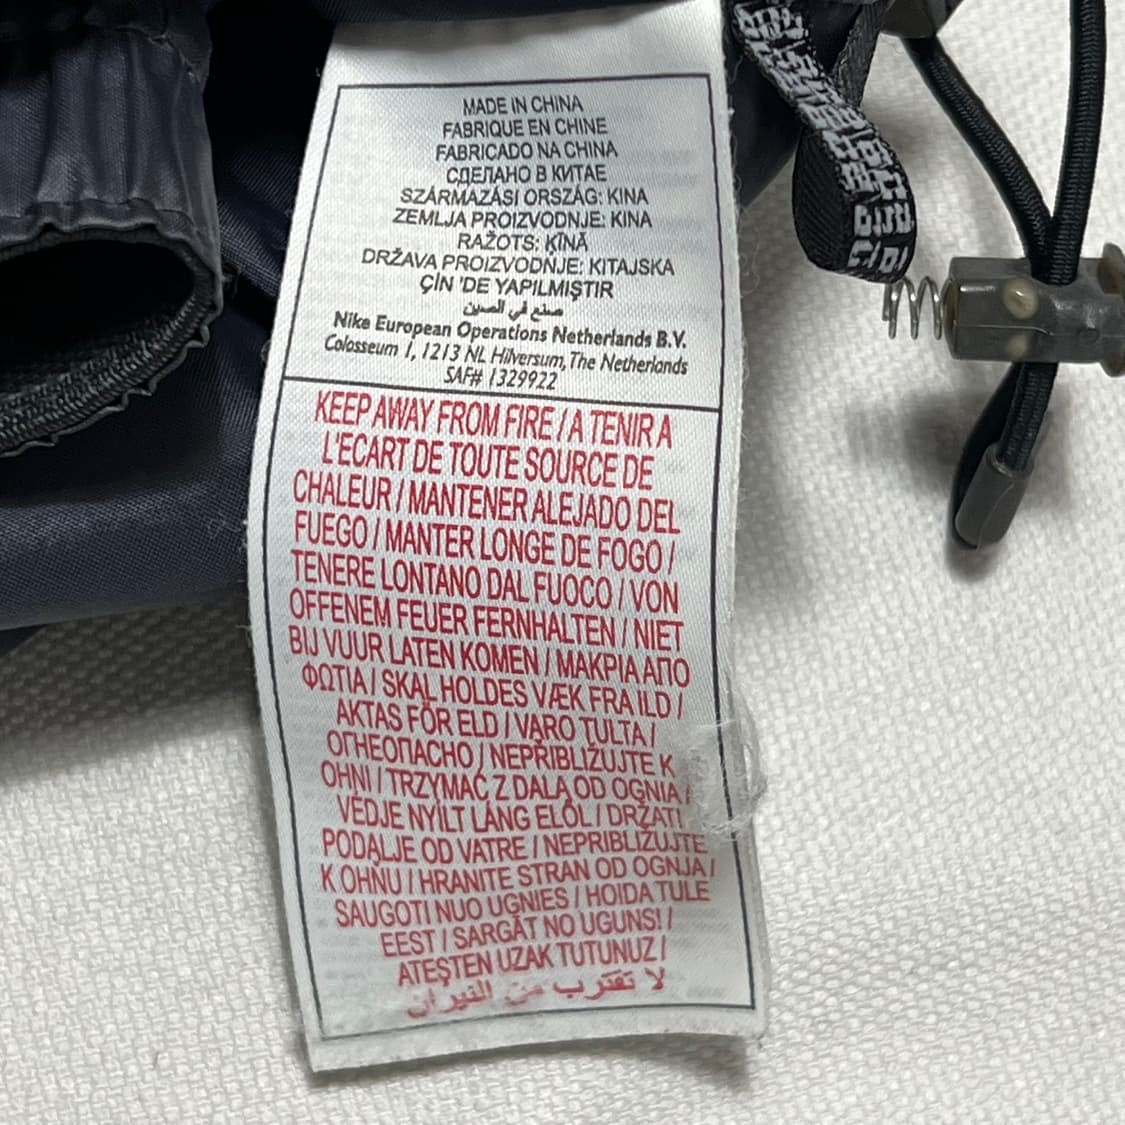 MADE IN CHINA
FABRIQUE EN CHINE
FABRICADO NA CHINA
СДЕЛАНО В КИТАЕ
SZÁRMAZÁSI ORSZÁG: KINA
ZEMLJA PROIZVODNJE: KINA
RAŽOTS: ĶĪNĀ
DRŽAVA PROIZVODNJE: KITAJSKA
ÇİN 'DE YAPILMIŞTIR
صنع في الصين
Nike European Operations Netherlands B.V.
Colosseum 1, 1213 NL Hilversum, The Netherlands
SAF# 1329922
KEEP AWAY FROM FIRE / A TENIR A
L'ECART DE TOUTE SOURCE DE
CHALEUR / MANTENER ALEJADO DEL
FUEGO / MANTER LONGE DE FOGO /
TENERE LONTANO DAL FUOCO / VON
OFFENEM FEUER FERNHALTEN / NIET
BIJ VUUR LATEN KOMEN / ΜΑΚΡΙΑ ΑΠΟ
ΦΩΤΙΑ / SKAL HOLDES VÆK FRA ILD /
AKTAS FÖR ELD / VARO TULTA /
ОГНЕОПАСНО / NEPŘIBLIŽUJTE K
OHNI / TRZYMAĆ Z DALA OD OGNIA /
VÉDJE NYÍLT LÁNG ELŐL / DRŽATI
PODALJE OD VATRE / NEPRIBLIŽUJTE
K OHŇU / HRANITE STRAN OD OGNJA /
SAUGOTI NUO UGNIES / HOIDA TULE
EEST / SARGĀT NO UGUNS! /
ATEŞTEN UZAK TUTUNUZ /
لا تقترب من النيران